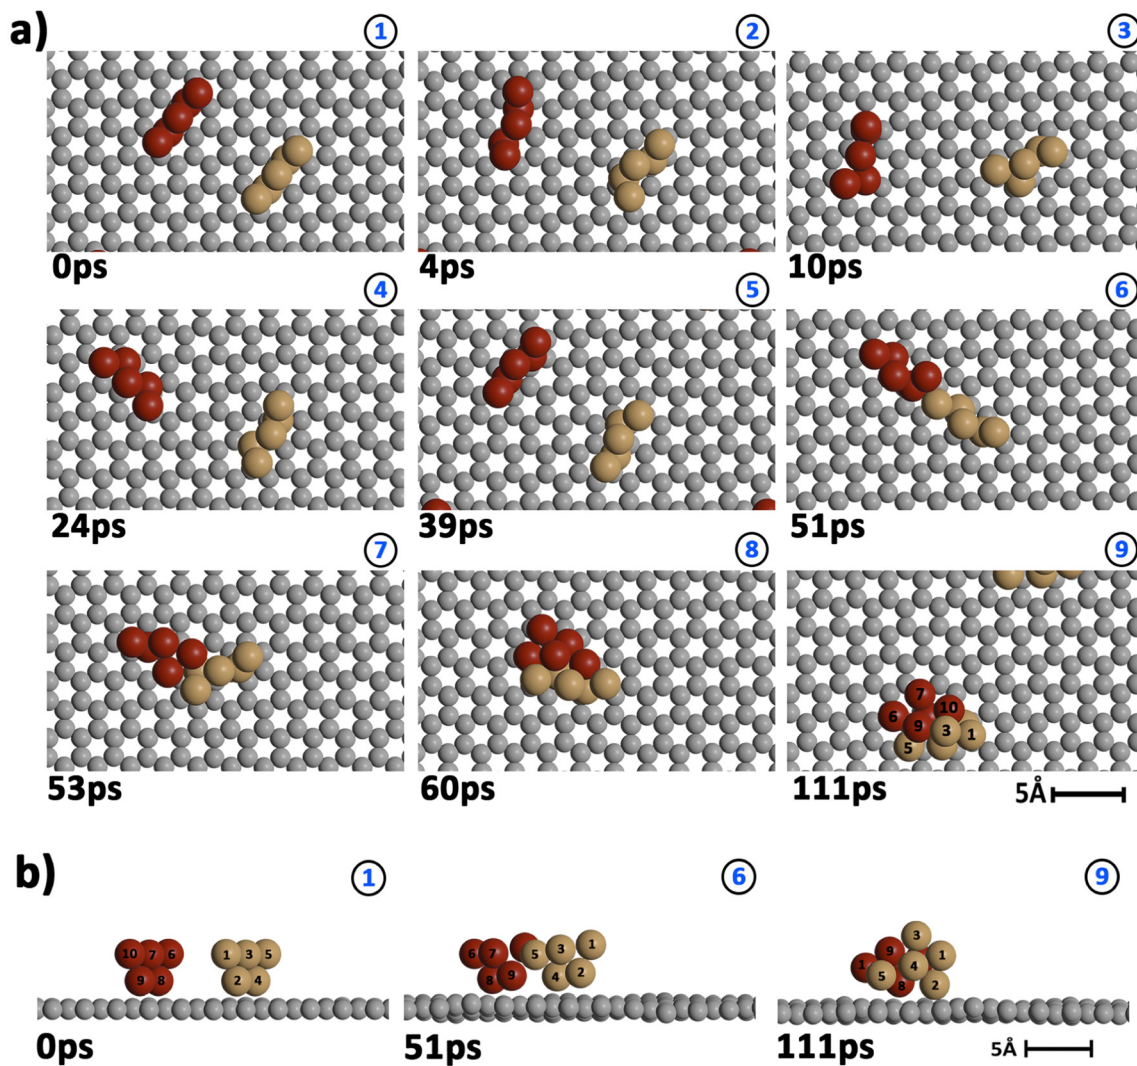 a)
1 2 3
0ps 4ps 10ps
4 5 6
24ps 39ps 51ps
7 8 9
7
6 10
9 3 1
5
53ps 60ps 111ps 5Å
b)
1 6 9
3
10 7 6 1 3 5 6 7 5 3 1 9 1
1 5 4
9 8 2 4 8 9 4 2 8 2
0ps 51ps 111ps 5Å